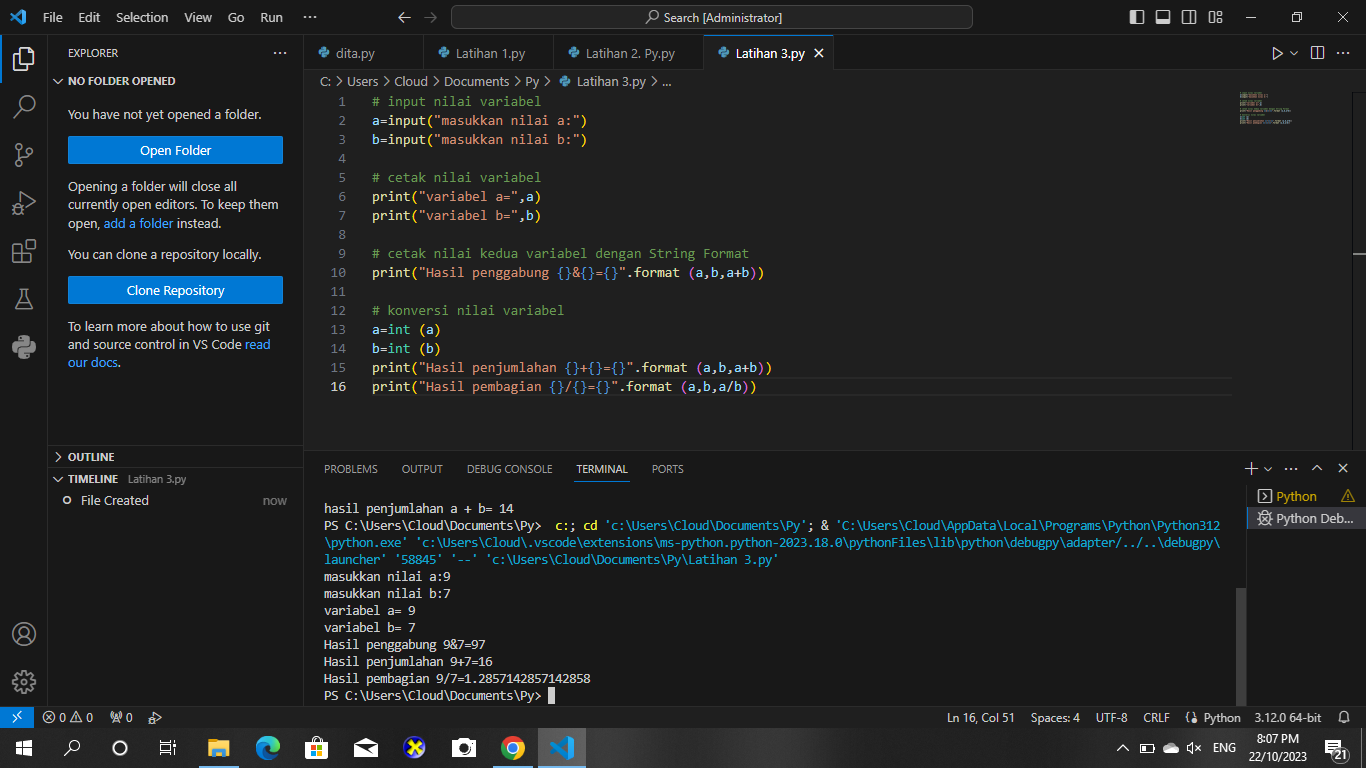 File Edit Selection View Go Run ··· Search [Administrator]
EXPLORER ···
NO FOLDER OPENED
You have not yet opened a folder.
Open Folder
Opening a folder will close all
currently open editors. To keep them
open, add a folder instead.
You can clone a repository locally.
Clone Repository
To learn more about how to use git
and source control in VS Code read
our docs.
OUTLINE
TIMELINE Latihan 3.py
File Created now
dita.py Latihan 1.py Latihan 2. Py.py Latihan 3.py
C: > Users > Cloud > Documents > Py > Latihan 3.py > ...
1 # input nilai variabel
2 a=input("masukkan nilai a:")
3 b=input("masukkan nilai b:")
4
5 # cetak nilai variabel
6 print("variabel a=",a)
7 print("variabel b=",b)
8
9 # cetak nilai kedua variabel dengan String Format
10 print("Hasil penggabung {}&{}={}".format (a,b,a+b))
11
12 # konversi nilai variabel
13 a=int (a)
14 b=int (b)
15 print("Hasil penjumlahan {}+{}={}".format (a,b,a+b))
16 print("Hasil pembagian {}/{}={}".format (a,b,a/b))
PROBLEMS OUTPUT DEBUG CONSOLE TERMINAL PORTS
hasil penjumlahan a + b= 14
PS C:\Users\Cloud\Documents\Py>  c:; cd 'c:\Users\Cloud\Documents\Py'; & 'C:\Users\Cloud\AppData\Local\Programs\Python\Python312
\python.exe' 'c:\Users\Cloud\.vscode\extensions\ms-python.python-2023.18.0\pythonFiles\lib\python\debugpy\adapter/../..\debugpy\
launcher' '58845' '--' 'c:\Users\Cloud\Documents\Py\Latihan 3.py'
masukkan nilai a:9
masukkan nilai b:7
variabel a= 9
variabel b= 7
Hasil penggabung 9&7=97
Hasil penjumlahan 9+7=16
Hasil pembagian 9/7=1.2857142857142858
PS C:\Users\Cloud\Documents\Py>
Python
Python Deb...
0 0 0 Ln 16, Col 51 Spaces: 4 UTF-8 CRLF Python 3.12.0 64-bit
ENG
8:07 PM
22/10/2023
21